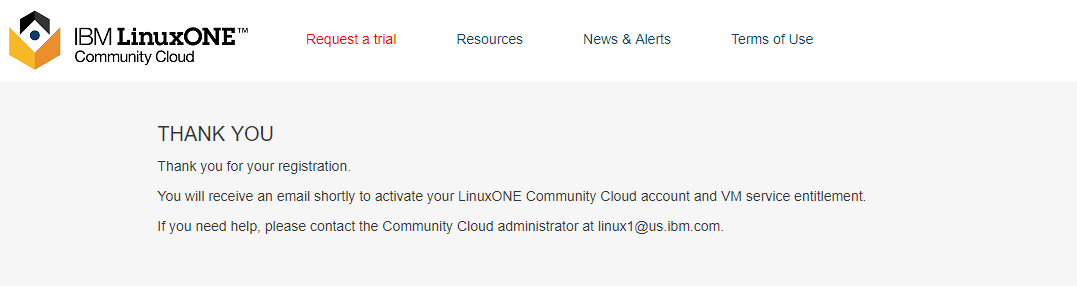 IBM LinuxONE™
Community Cloud
Request a trial
Resources
News & Alerts
Terms of Use
THANK YOU
Thank you for your registration.
You will receive an email shortly to activate your LinuxONE Community Cloud account and VM service entitlement.
If you need help, please contact the Community Cloud administrator at linux1@us.ibm.com.